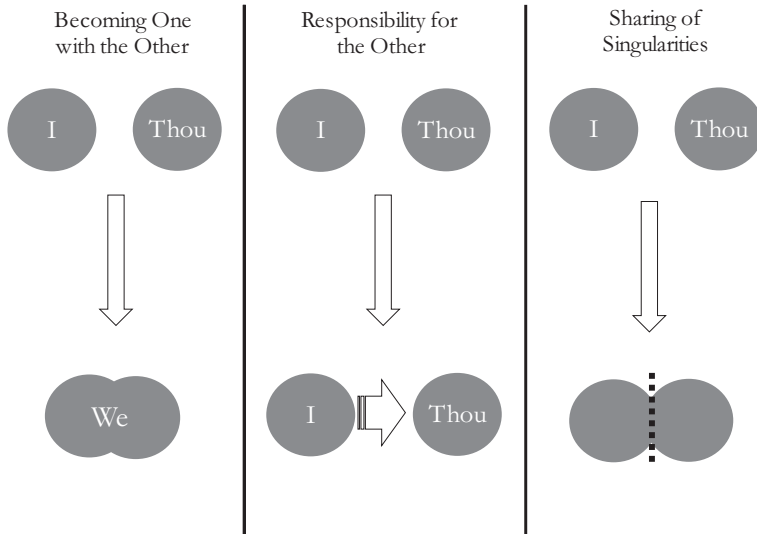 Becoming One
with the Other
I
Thou
We
Responsibility for
the Other
I
Thou
I
Thou
Sharing of
Singularities
I
Thou